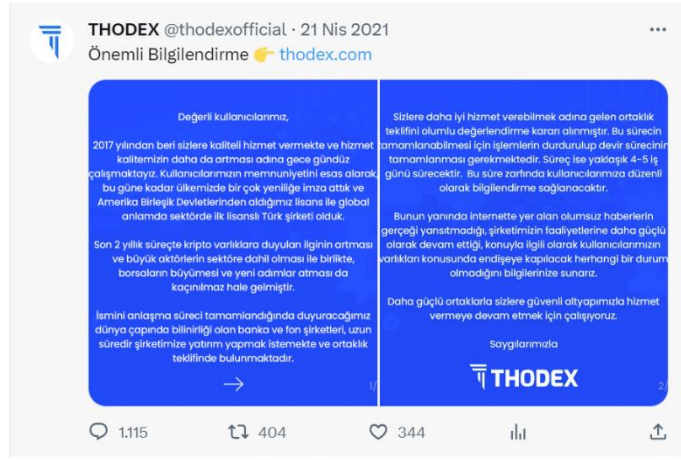 THODEX @thodexofficial · 21 Nis 2021
Önemli Bilgilendirme 👉 thodex.com
Değerli kullanıcılarımız,
2017 yılından beri sizlere kaliteli hizmet vermekte ve hizmet
kalitemizin daha da artması adına gece gündüz
çalışmaktayız. Kullanıcılarımızın memnuniyetini esas alarak,
bu güne kadar ülkemizde bir çok yeniliğe imza attık ve
Amerika Birleşik Devletlerinden aldığımız lisans ile global
anlamda sektörde ilk lisanslı Türk şirketi olduk.
Son 2 yıllık süreçte kripto varlıklara duyulan ilginin artması
ve büyük aktörlerin sektöre dahil olması ile birlikte,
borsaların büyümesi ve yeni adımlar atması da
kaçınılmaz hale gelmiştir.
İsmini anlaşma süreci tamamlandığında duyuracağımız
dünya çapında bilinirliği olan banka ve fon şirketleri, uzun
süredir şirketimize yatırım yapmak istemekte ve ortaklık
teklifinde bulunmaktadır.
1/
Sizlere daha iyi hizmet verebilmek adına gelen ortaklık
teklifini olumlu değerlendirme kararı alınmıştır. Bu sürecin
tamamlanabilmesi için işlemlerin durdurulup devir sürecinin
tamamlanması gerekmektedir. Süreç ise yaklaşık 4-5 iş
günü sürecektir. Bu süre zarfında kullanıcılarımıza düzenli
olarak bilgilendirme sağlanacaktır.
Bunun yanında internette yer alan olumsuz haberlerin
gerçeği yansıtmadığı, şirketimizin faaliyetlerine daha güçlü
olarak devam ettiği, konuyla ilgili olarak kullanıcılarımızın
varlıkları konusunda endişeye kapılacak herhangi bir durum
olmadığını bilgilerinize sunarız.
Daha güçlü ortaklarla sizlere güvenli altyapımızla hizmet
vermeye devam etmek için çalışıyoruz.
Saygılarımızla
THODEX
2/
1.115 404 344